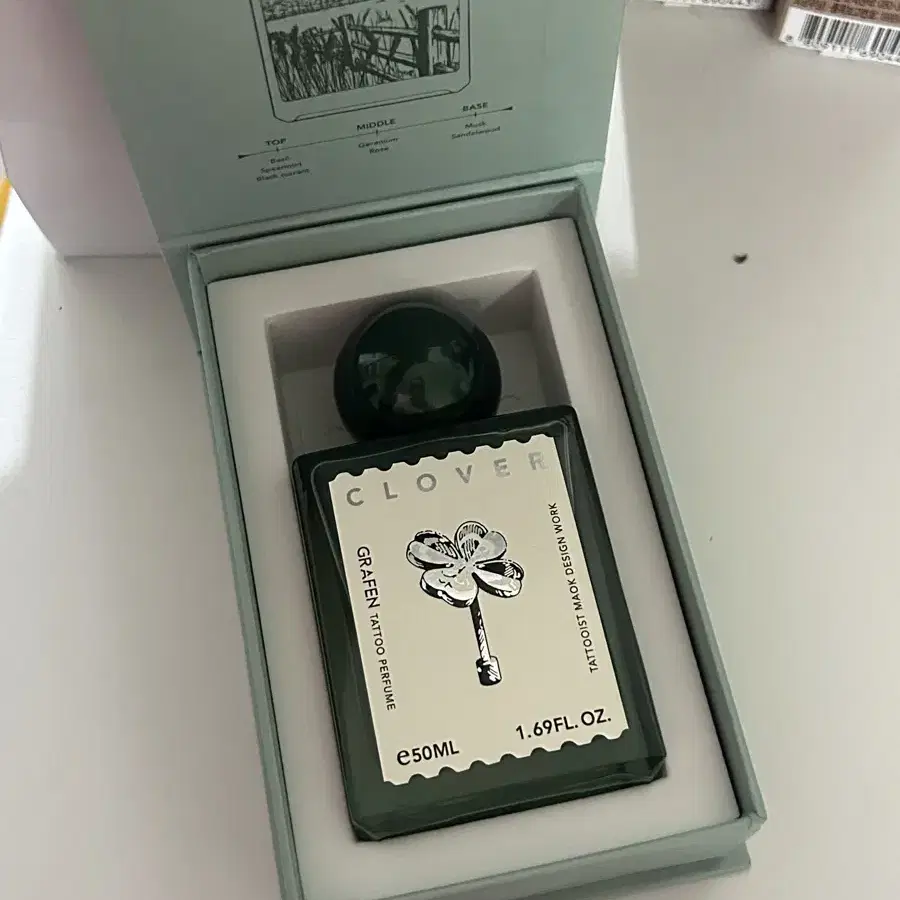 TOP
Basil
Spearmint
Black currant
MIDDLE
Geranium
Rose
BASE
Musk
Sandalwood
CLOVER
GRAFEN TATTOO PERFUME
TATTOOIST MAOK DESIGN WORK
e50ML
1.69FL.OZ.